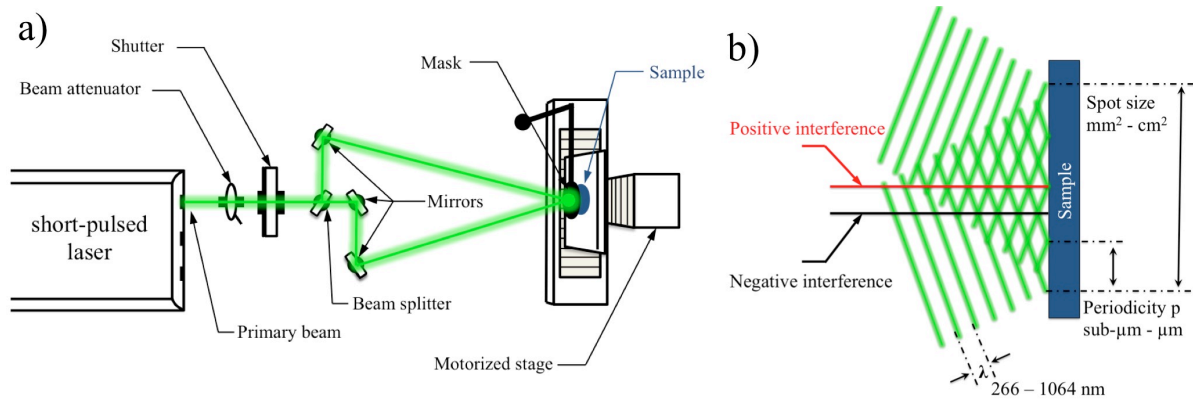 a)
Shutter
Beam attenuator
short-pulsed
laser
Primary beam
Beam splitter
Mirrors
Mask
Sample
Motorized stage
b)
Positive interference
Negative interference
Sample
Spot size
mm² - cm²
Periodicity p
sub-µm - µm
λ
266 – 1064 nm